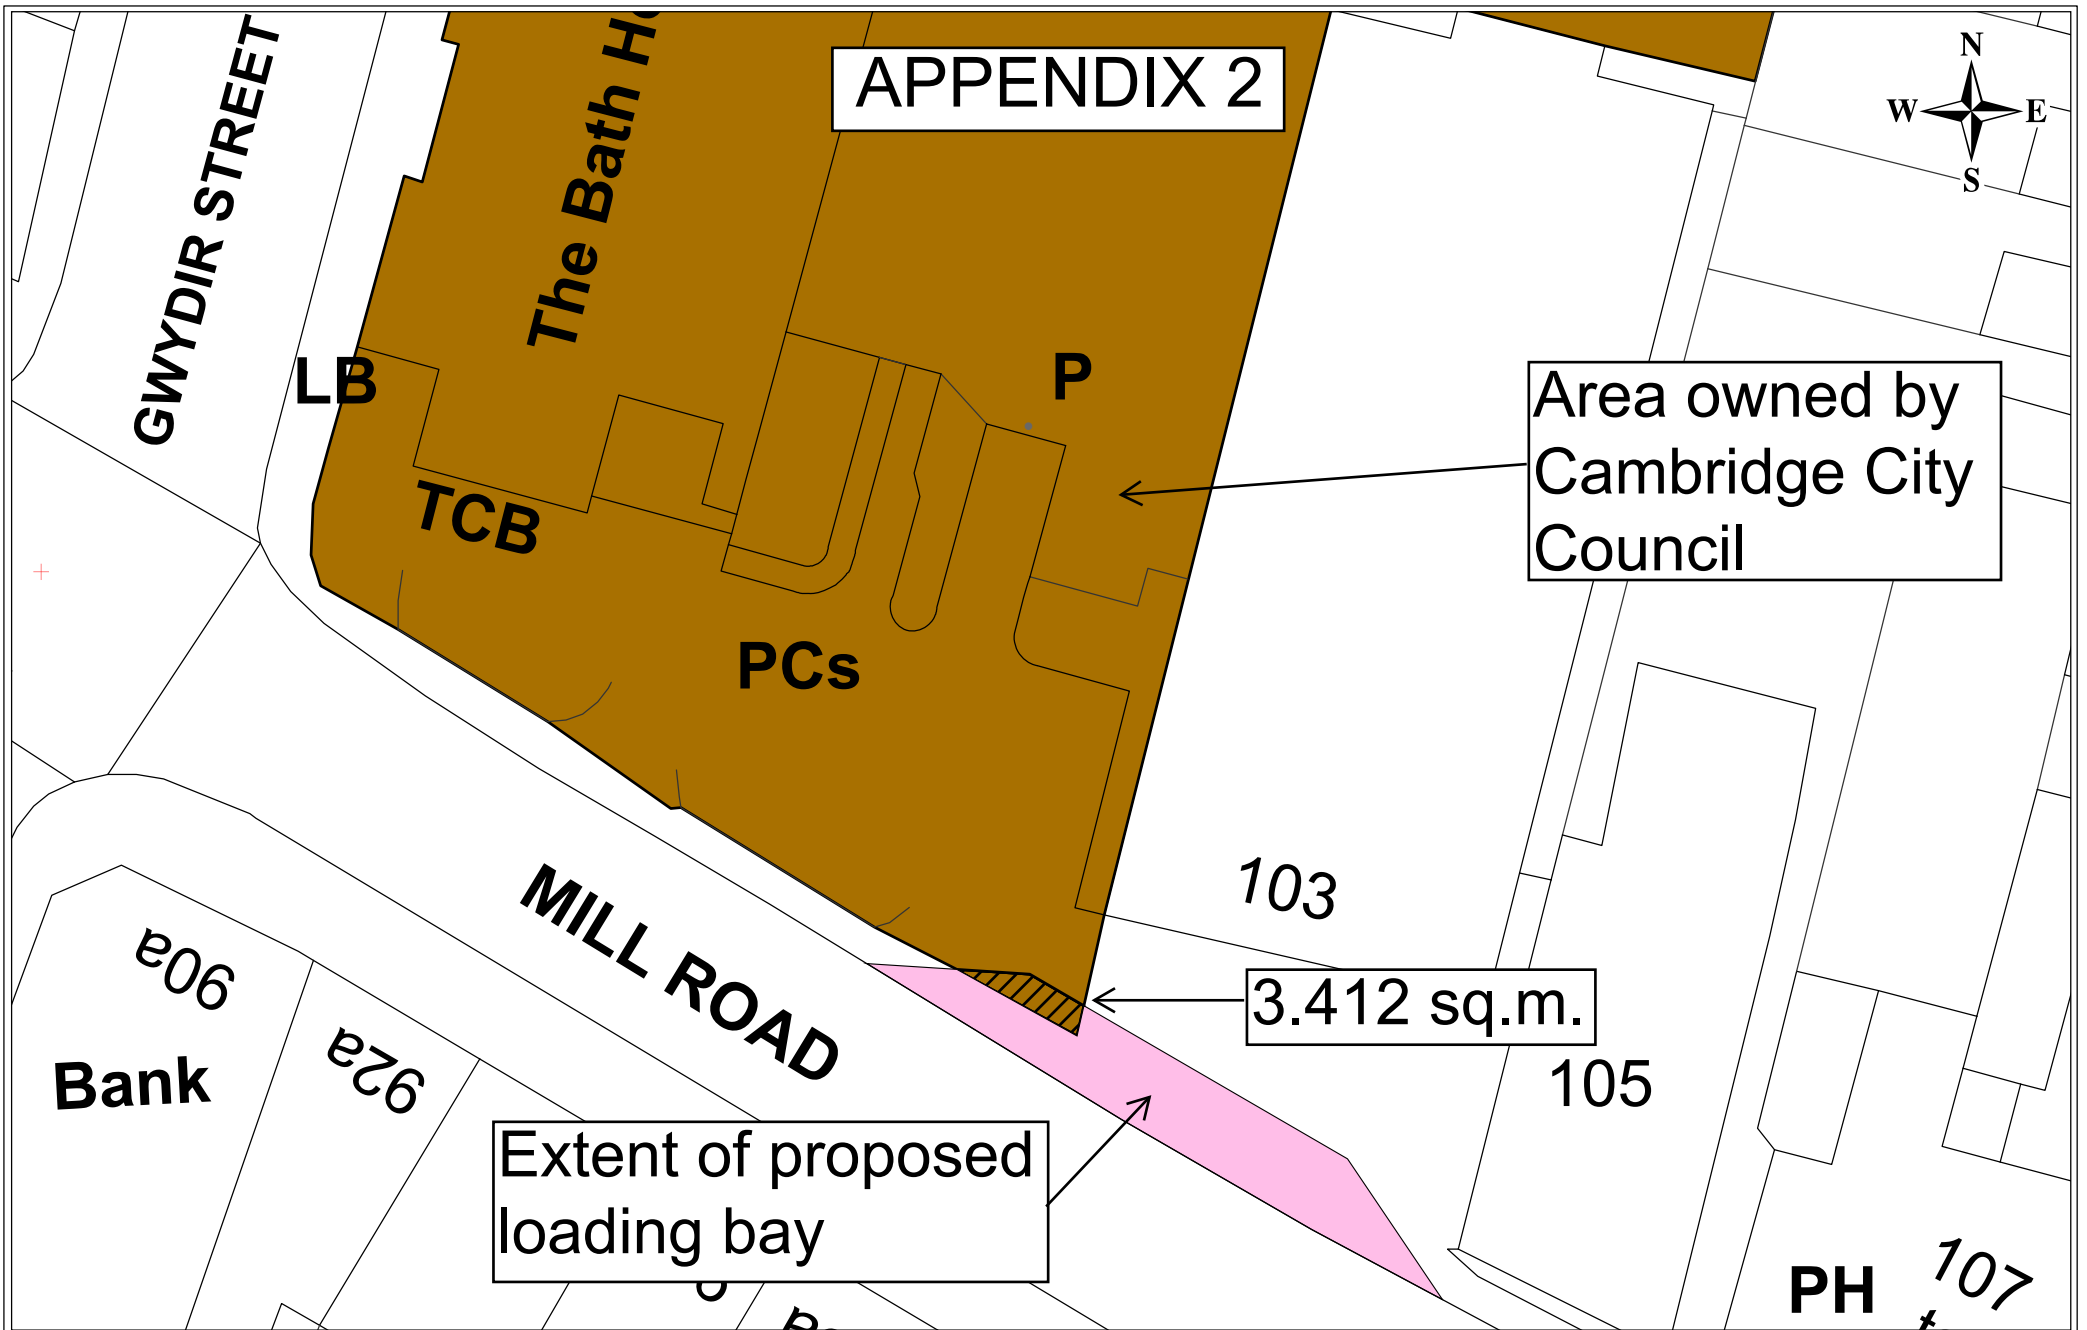 APPENDIX 2
N
W E
S
GWYDIR STREET
The Bath
LB
P
Area owned by
Cambridge City
Council
TCB
PCs
103
MILL ROAD
90a
3.412 sq.m.
92a
Bank
105
Extent of proposed
loading bay
107
PH